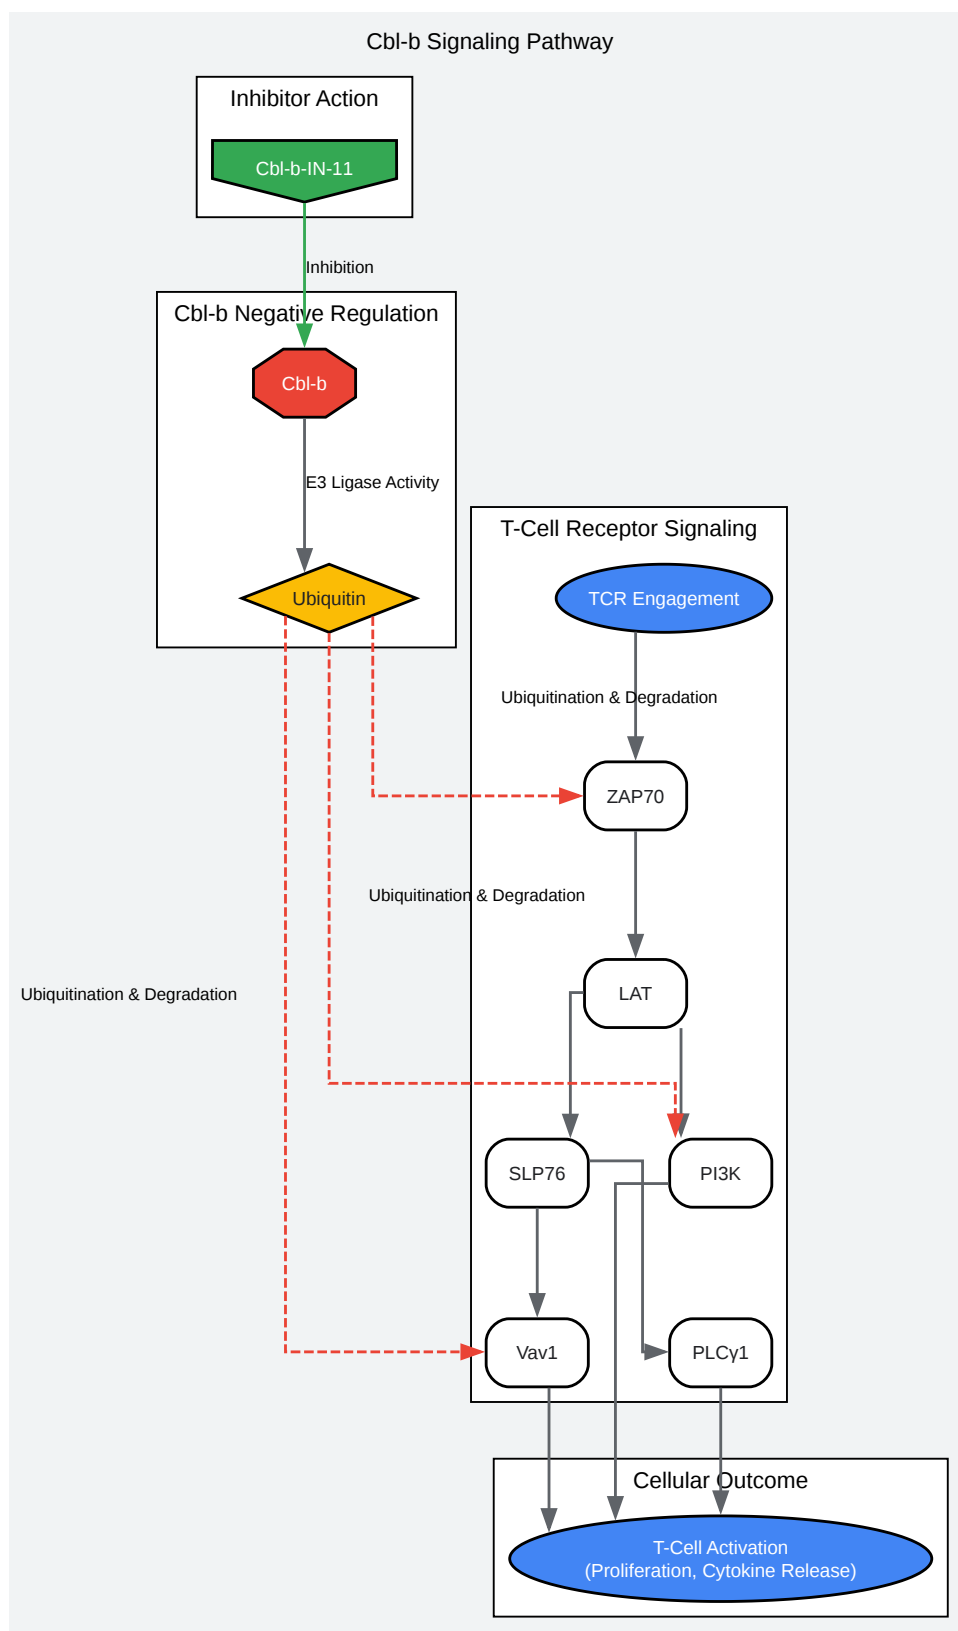 Cbl-b Signaling Pathway
Inhibitor Action
Cbl-b-IN-11
Inhibition
Cbl-b Negative Regulation
Cbl-b
E3 Ligase Activity
T-Cell Receptor Signaling
Ubiquitin
TCR Engagement
Ubiquitination & Degradation
ZAP70
Ubiquitination & Degradation
LAT
Ubiquitination & Degradation
SLP76
PI3K
Vav1
PLCγ1
Cellular Outcome
T-Cell Activation
(Proliferation, Cytokine Release)